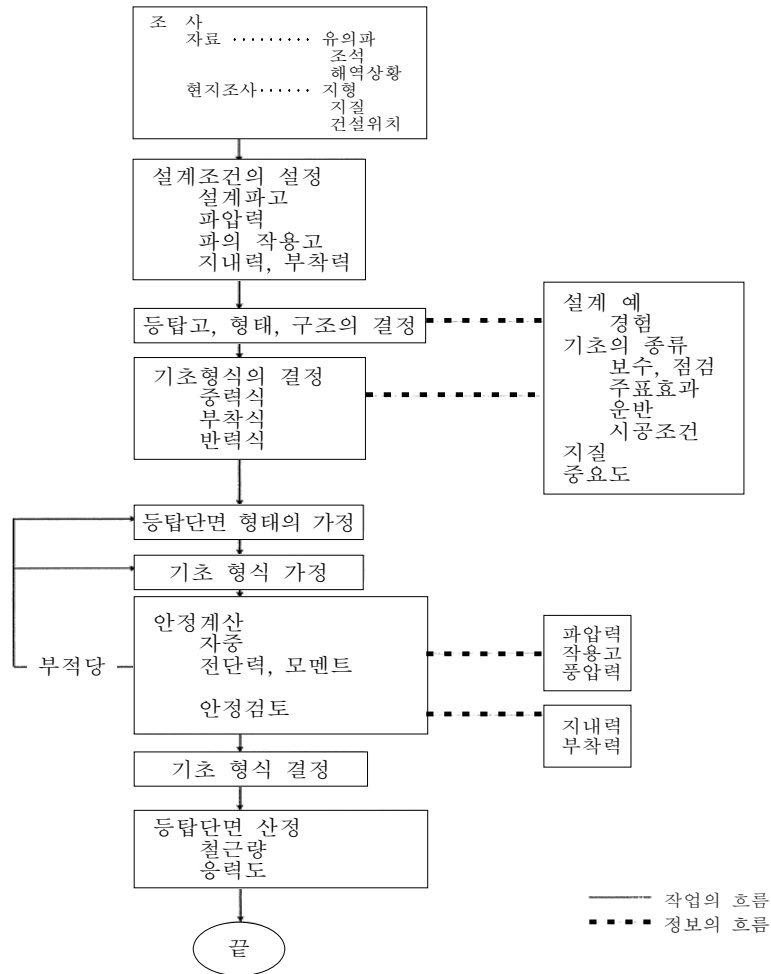 조 사
자료 ········· 유의파
조석
해역상황
현지조사······ 지형
지질
건설위치
설계조건의 설정
설계파고
파압력
파의 작용고
지내력, 부착력
등탑고, 형태, 구조의 결정
기초형식의 결정
중력식
부착식
반력식
설계 예
경험
기초의 종류
보수, 점검
주표효과
운반
시공조건
지질
중요도
등탑단면 형태의 가정
기초 형식 가정
안정계산
자중
전단력, 모멘트
안정검토
부적당
파압력
작용고
풍압력
지내력
부착력
기초 형식 결정
등탑단면 산정
철근량
응력도
끝
작업의 흐름
정보의 흐름